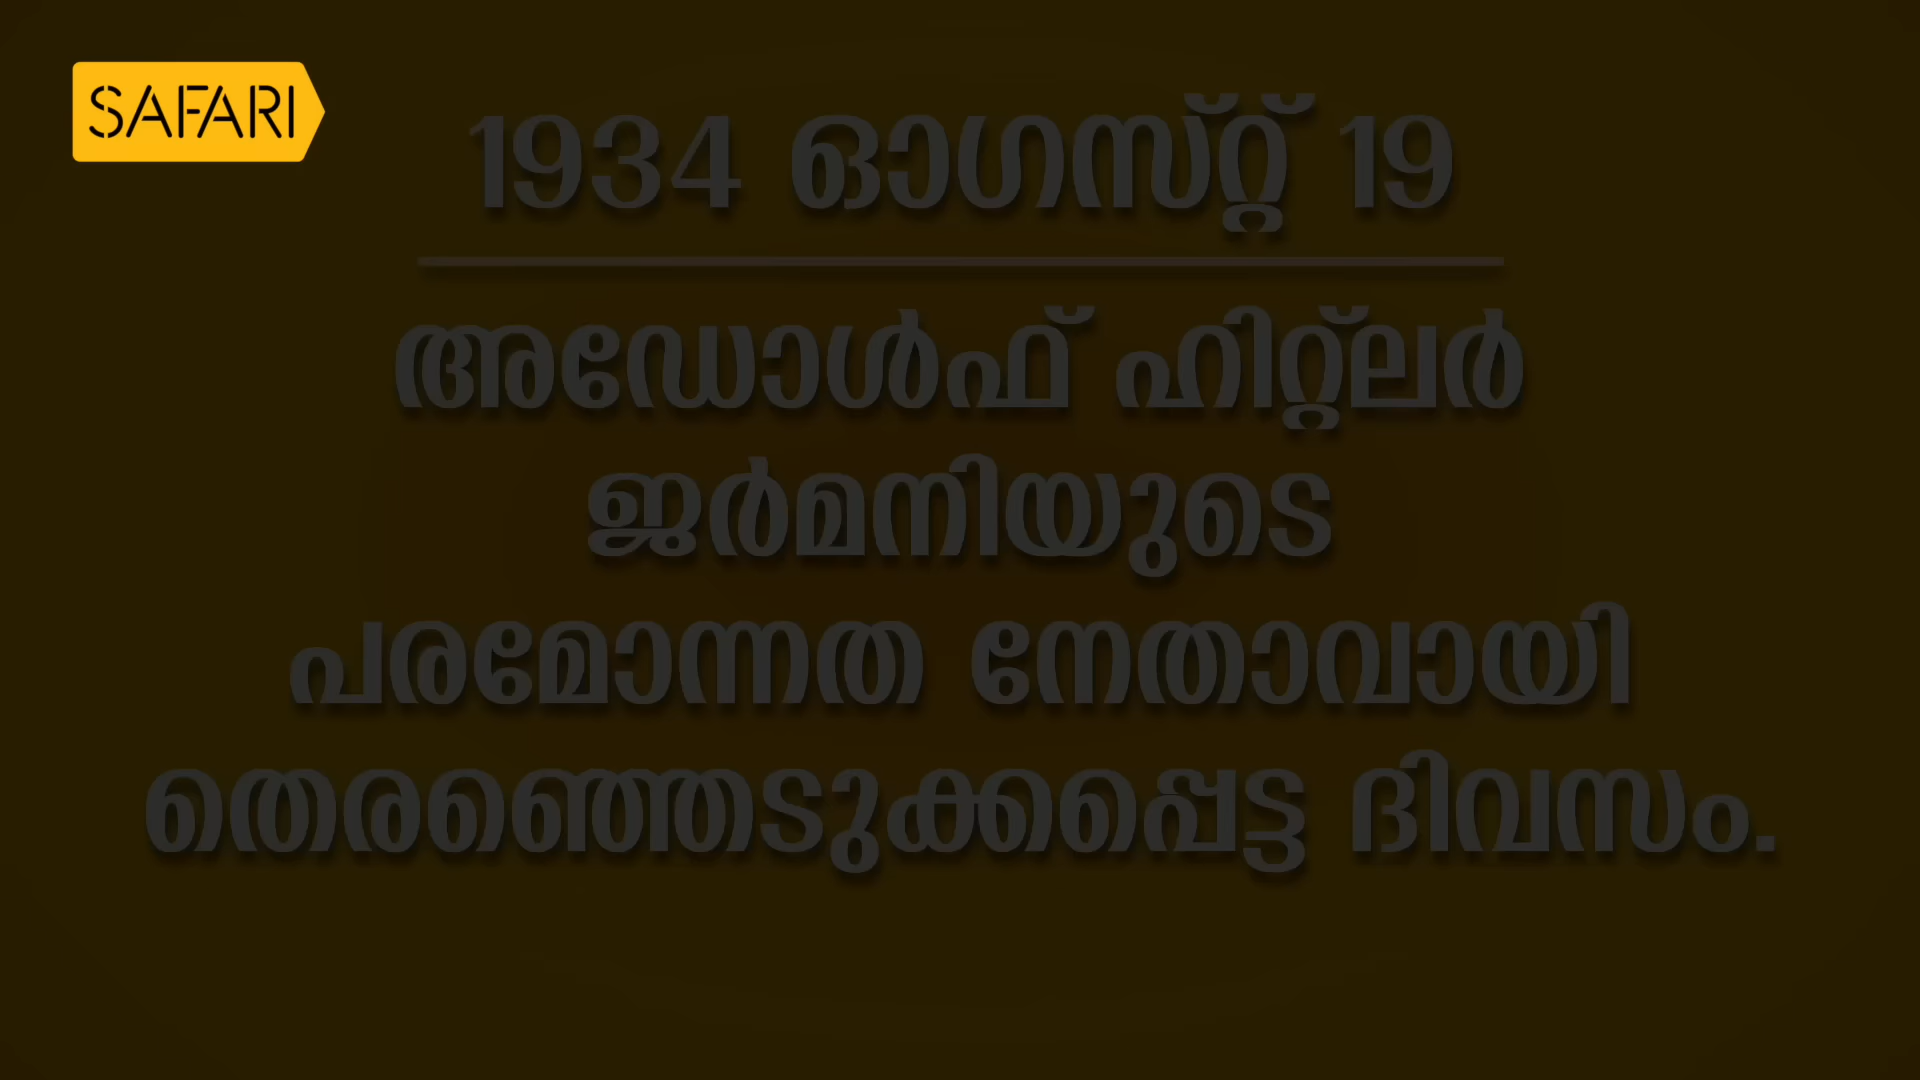 SAFARI
1934 ഓഗസ്റ്റ് 19
അഡോൾഫ് ഹിറ്റ്ലർ
ജർമനിയുടെ
പരമോന്നത നേതാവായി
തെരഞ്ഞെടുക്കപ്പെട്ട ദിവസം.